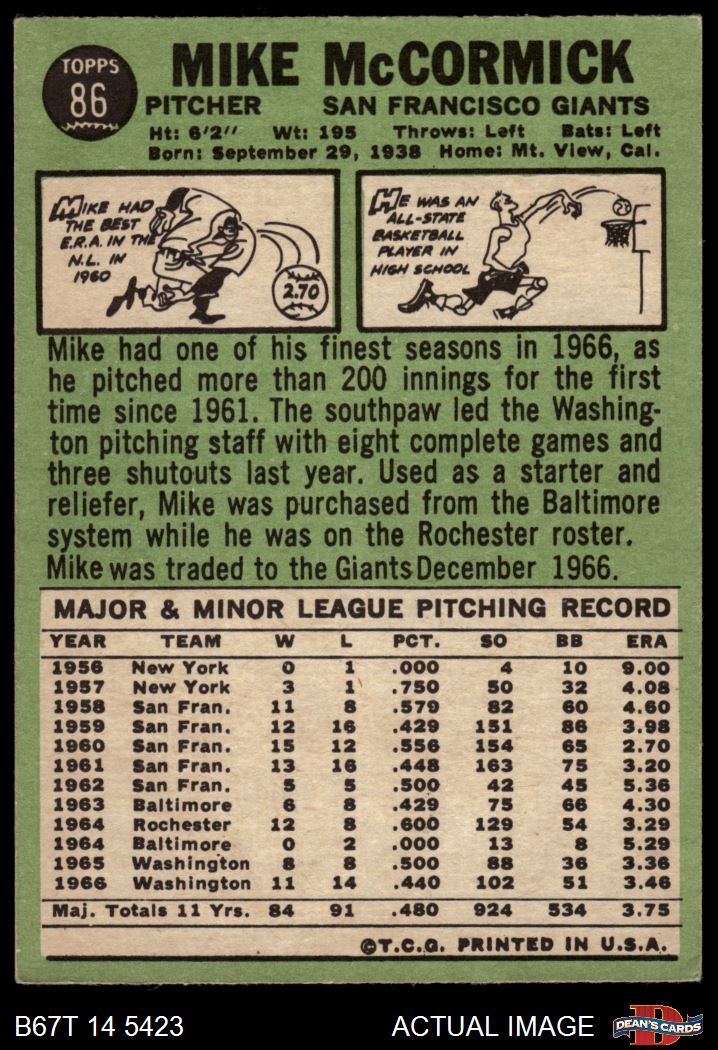 TOPPS
86
MIKE McCORMICK
PITCHER SAN FRANCISCO GIANTS
Ht: 6'2'' Wt: 195 Throws: Left Bats: Left
Born: September 29, 1938 Home: Mt. View, Cal.
MIKE HAD
THE BEST
E.R.A. IN THE
N.L. IN
1960
2.70
HE WAS AN
ALL-STATE
BASKETBALL
PLAYER IN
HIGH SCHOOL
Mike had one of his finest seasons in 1966, as
he pitched more than 200 innings for the first
time since 1961. The southpaw led the Washing-
ton pitching staff with eight complete games and
three shutouts last year. Used as a starter and
reliefer, Mike was purchased from the Baltimore
system while he was on the Rochester roster.
Mike was traded to the Giants December 1966.
MAJOR & MINOR LEAGUE PITCHING RECORD
YEAR TEAM W L PCT. SO BB ERA
1956 New York 0 1 .000 4 10 9.00
1957 New York 3 1 .750 50 32 4.08
1958 San Fran. 11 8 .579 82 60 4.60
1959 San Fran. 12 16 .429 151 86 3.98
1960 San Fran. 15 12 .556 154 65 2.70
1961 San Fran. 13 16 .448 163 75 3.20
1962 San Fran. 5 5 .500 42 45 5.36
1963 Baltimore 6 8 .429 75 66 4.30
1964 Rochester 12 8 .600 129 54 3.29
1964 Baltimore 0 2 .000 13 8 5.29
1965 Washington 8 8 .500 88 36 3.36
1966 Washington 11 14 .440 102 51 3.46
Maj. Totals 11 Yrs. 84 91 .480 924 534 3.75
©T.C.G. PRINTED IN U.S.A.
B67T 14 5423 ACTUAL IMAGE
D
DEAN'S CARDS